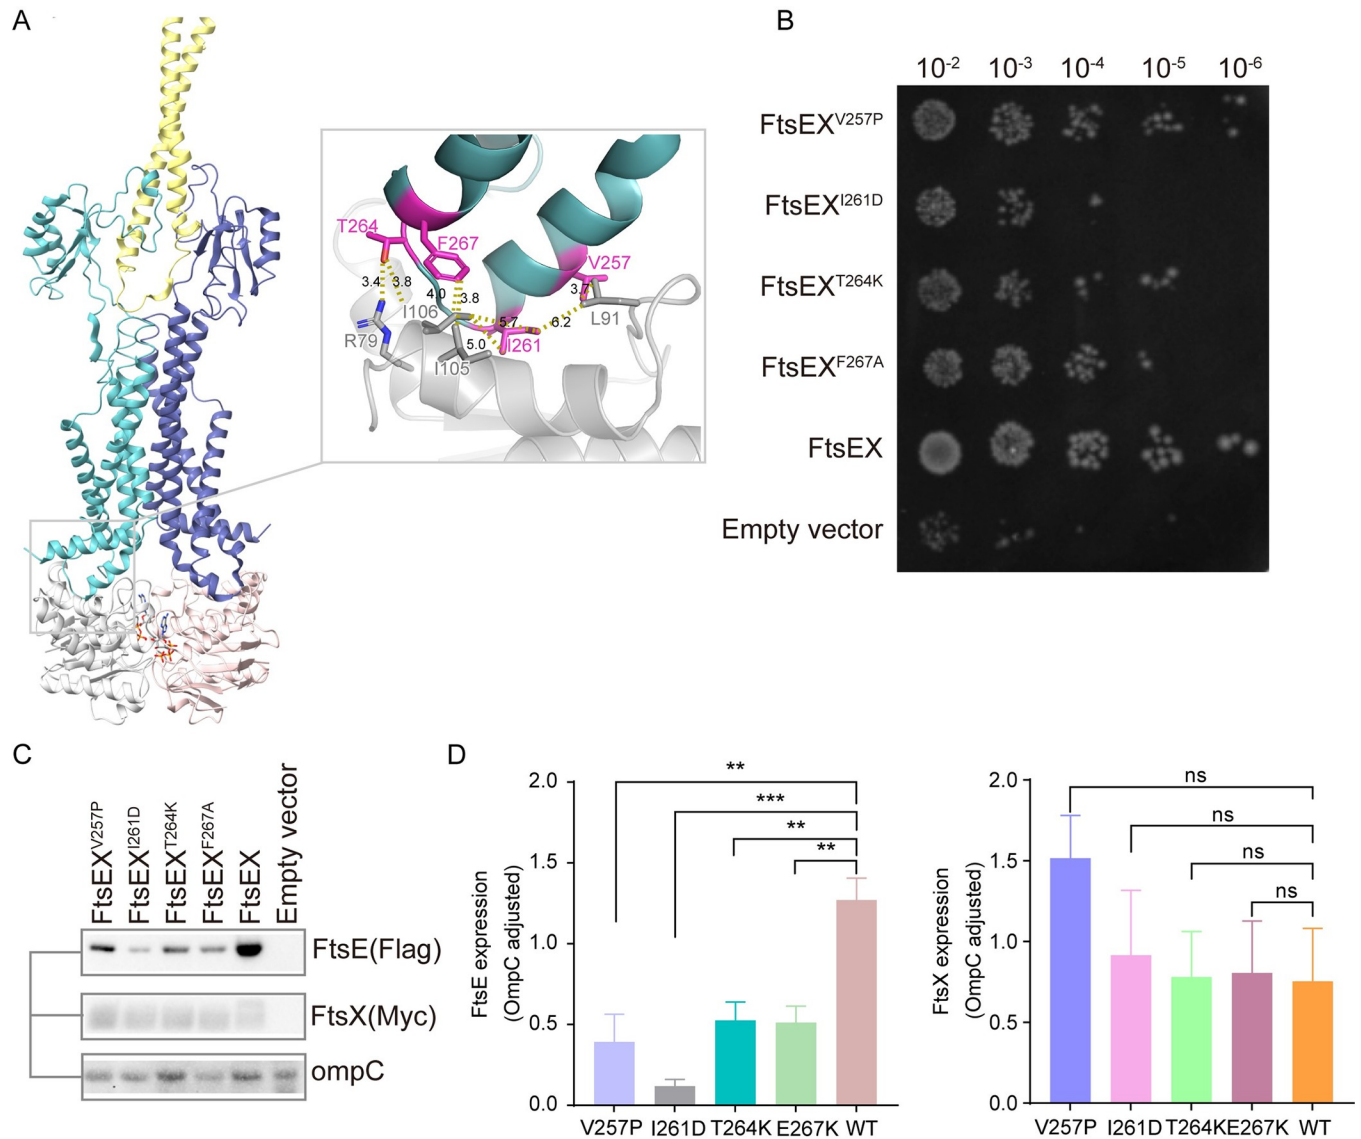 A
T264
F267
V257
3.4
3.8
4.0
3.8
3.7
I106
5.7
6.2
L91
R79
5.0
I261
I105
B
10-2 10-3 10-4 10-5 10-6
FtsEXV257P
FtsEXI261D
FtsEXT264K
FtsEXF267A
FtsEX
Empty vector
C
FtsEXV257P
FtsEXI261D
FtsEXT264K
FtsEXF267A
FtsEX
Empty vector
FtsE(Flag)
FtsX(Myc)
ompC
D
FtsE expression
(OmpC adjusted)
2.0
1.5
1.0
0.5
0.0
**
***
**
**
V257P I261D T264K E267K WT
FtsX expression
(OmpC adjusted)
2.0
1.5
1.0
0.5
0.0
ns
ns
ns
ns
V257P I261D T264K E267K WT